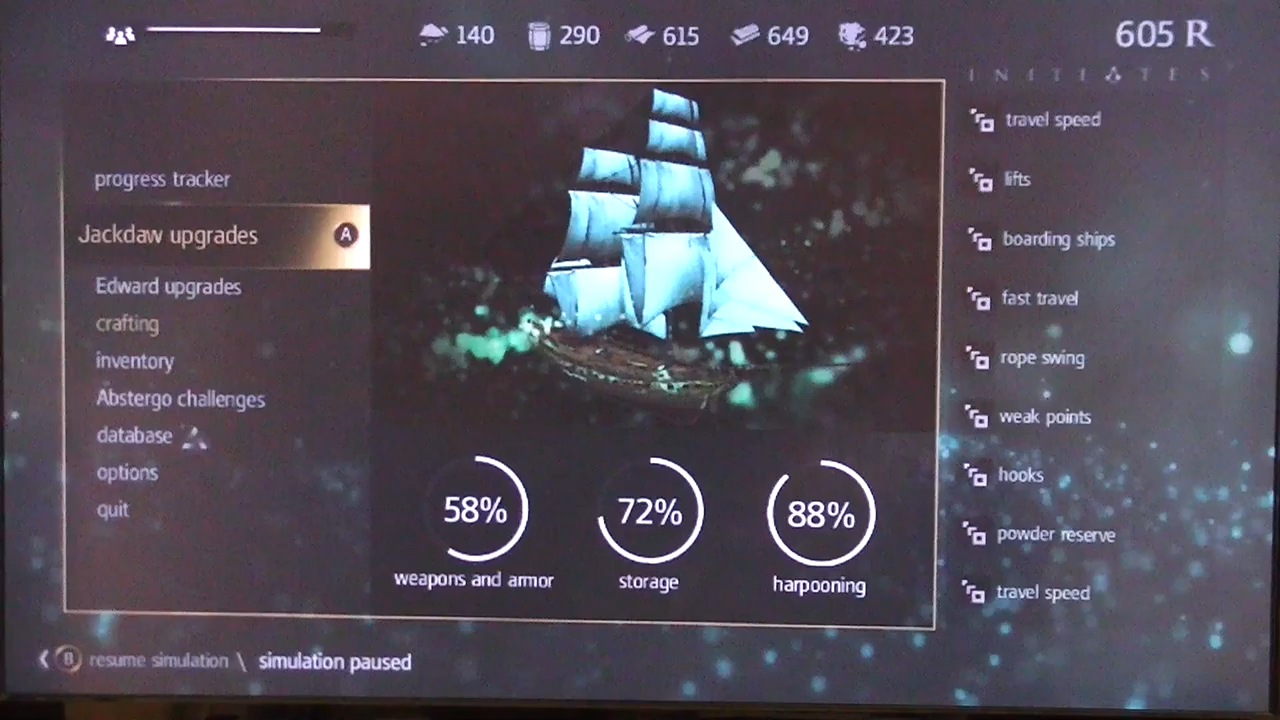 140 290 615 649 423 605 R
INITIATES
progress tracker
Jackdaw upgrades A
Edward upgrades
crafting
inventory
Abstergo challenges
database
options
quit
58% 72% 88%
weapons and armor storage harpooning
travel speed
lifts
boarding ships
fast travel
rope swing
weak points
hooks
powder reserve
travel speed
B resume simulation \ simulation paused